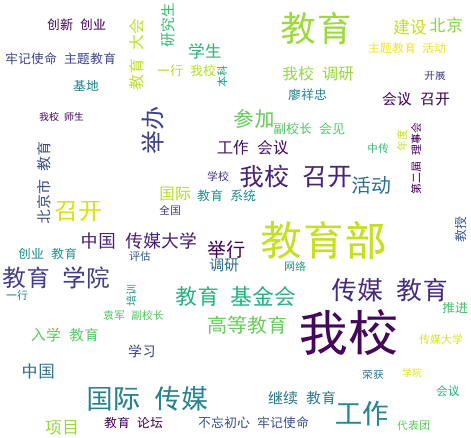 创新 创业
教育 大会
研究生
教育
建设
北京
主题教育 活动
牢记使命 主题教育
学生
一行 我校
本科
我校 调研
开展
基地
廖祥忠
会议 召开
我校 师生
举办
参加
副校长 会见
年度
第二届 理事会
工作 会议
中传
北京市 教育
学校
我校 召开
活动
国际
教育 系统
召开
全国
教授
中国 传媒大学
举行
教育部
评估
调研
网络
创业 教育
教育 学院
传媒 教育
一行
培训
教育 基金会
我校
推进
袁军 副校长
高等教育
入学 教育
传媒大学
学习
中国
荣获
学院
国际 传媒
继续 教育
会议
工作
项目
教育 论坛
不忘初心 牢记使命
代表团